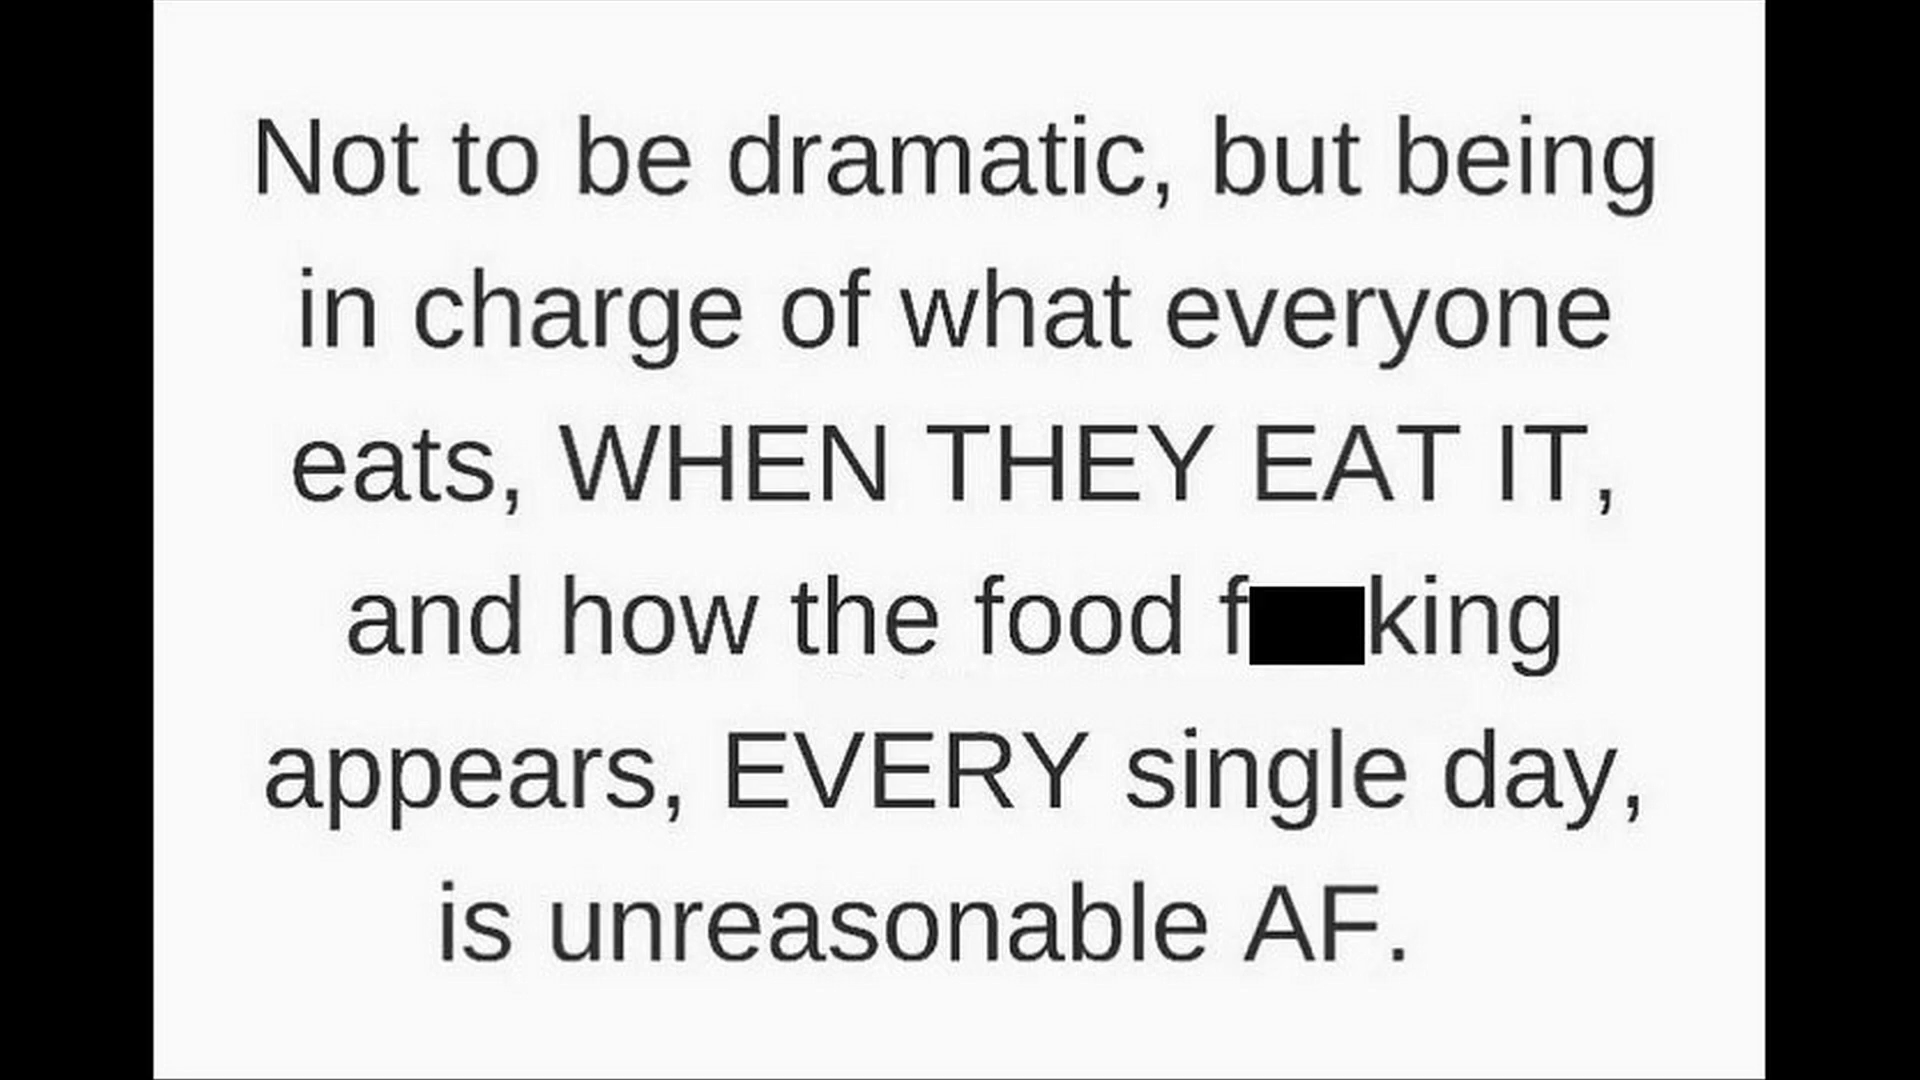 Not to be dramatic, but being
in charge of what everyone
eats, WHEN THEY EAT IT,
and how the food f██king
appears, EVERY single day,
is unreasonable AF.